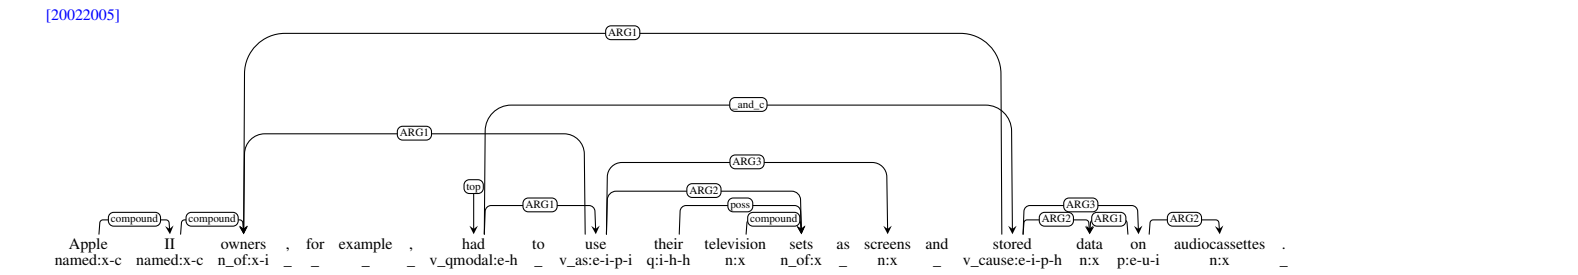 [20022005]
ARG1
_and_c
ARG1
ARG3
top ARG2
ARG1 poss ARG3
compound compound compound ARG2 ARG1 ARG2
Apple II owners , for example , had to use their television sets as screens and stored data on audiocassettes .
named:x-c named:x-c n_of:x-i _ _ _ _ v_qmodal:e-h _ v_as:e-i-p-i q:i-h-h n:x n_of:x _ n:x _ v_cause:e-i-p-h n:x p:e-u-i n:x _